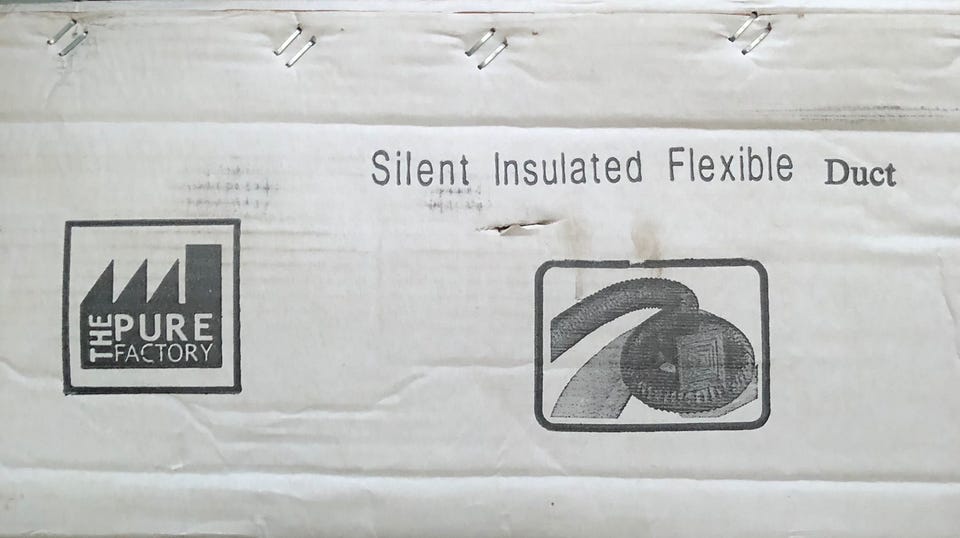 Silent Insulated Flexible Duct
THE
PURE
FACTORY